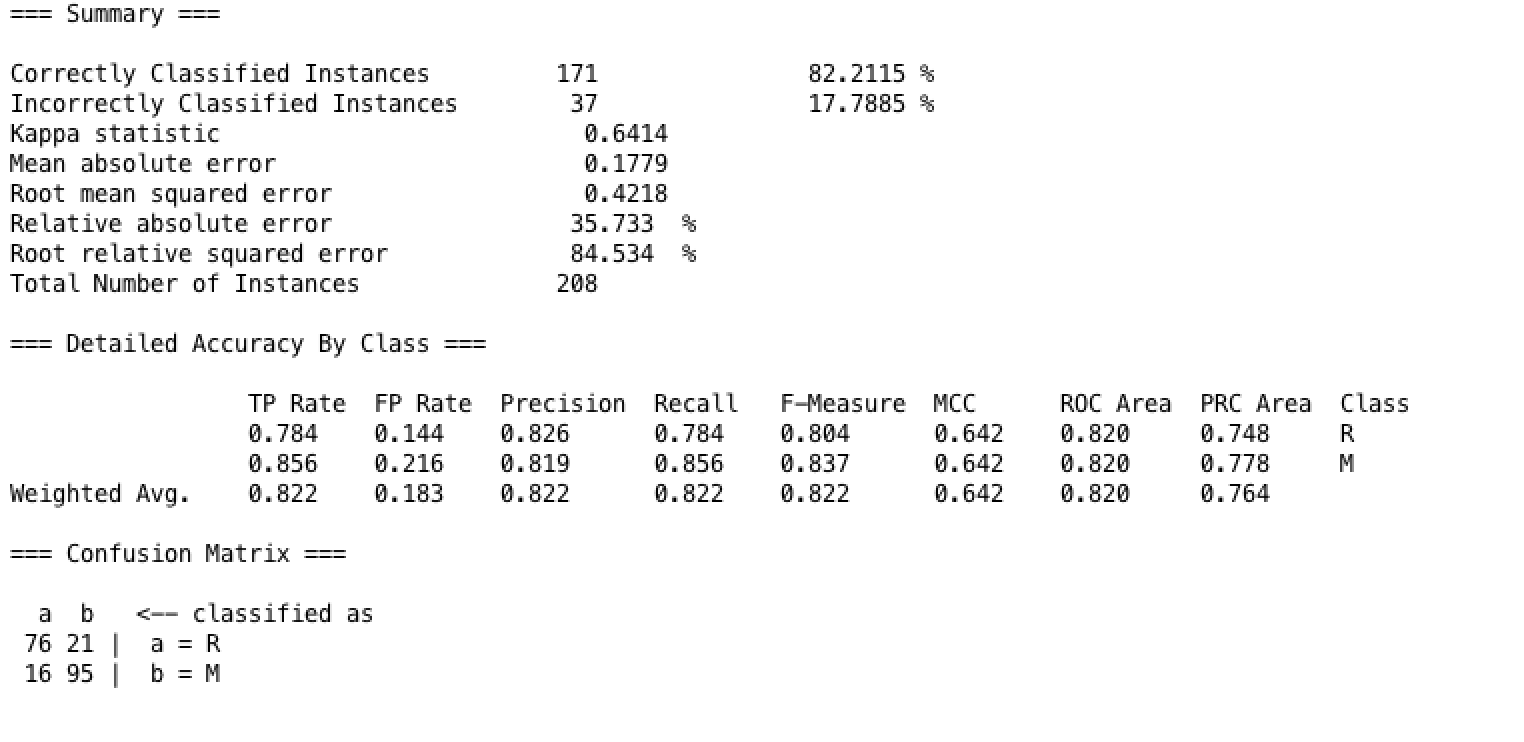 === Summary ===
Correctly Classified Instances 171 82.2115 %
Incorrectly Classified Instances 37 17.7885 %
Kappa statistic 0.6414
Mean absolute error 0.1779
Root mean squared error 0.4218
Relative absolute error 35.733 %
Root relative squared error 84.534 %
Total Number of Instances 208
=== Detailed Accuracy By Class ===
TP Rate FP Rate Precision Recall F-Measure MCC ROC Area PRC Area Class
0.784 0.144 0.826 0.784 0.804 0.642 0.820 0.748 R
0.856 0.216 0.819 0.856 0.837 0.642 0.820 0.778 M
Weighted Avg. 0.822 0.183 0.822 0.822 0.822 0.642 0.820 0.764
=== Confusion Matrix ===
a b <-- classified as
76 21 | a = R
16 95 | b = M